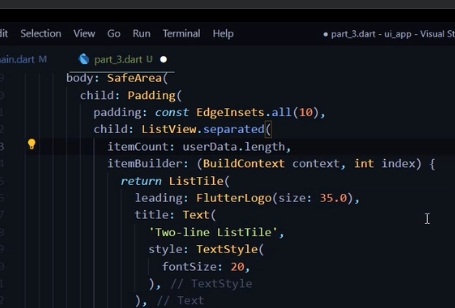 dit Selection View Go Run Terminal Help ● part_3.dart - ui_app - Visual St
ain.dart M part_3.dart U ●
body: SafeArea(
child: Padding(
padding: const EdgeInsets.all(10),
child: ListView.separated(
itemCount: userData.length,
itemBuilder: (BuildContext context, int index) {
return ListTile(
leading: FlutterLogo(size: 35.0),
title: Text(
'Two-line ListTile',
style: TextStyle(
fontSize: 20,
), // TextStyle
), // Text